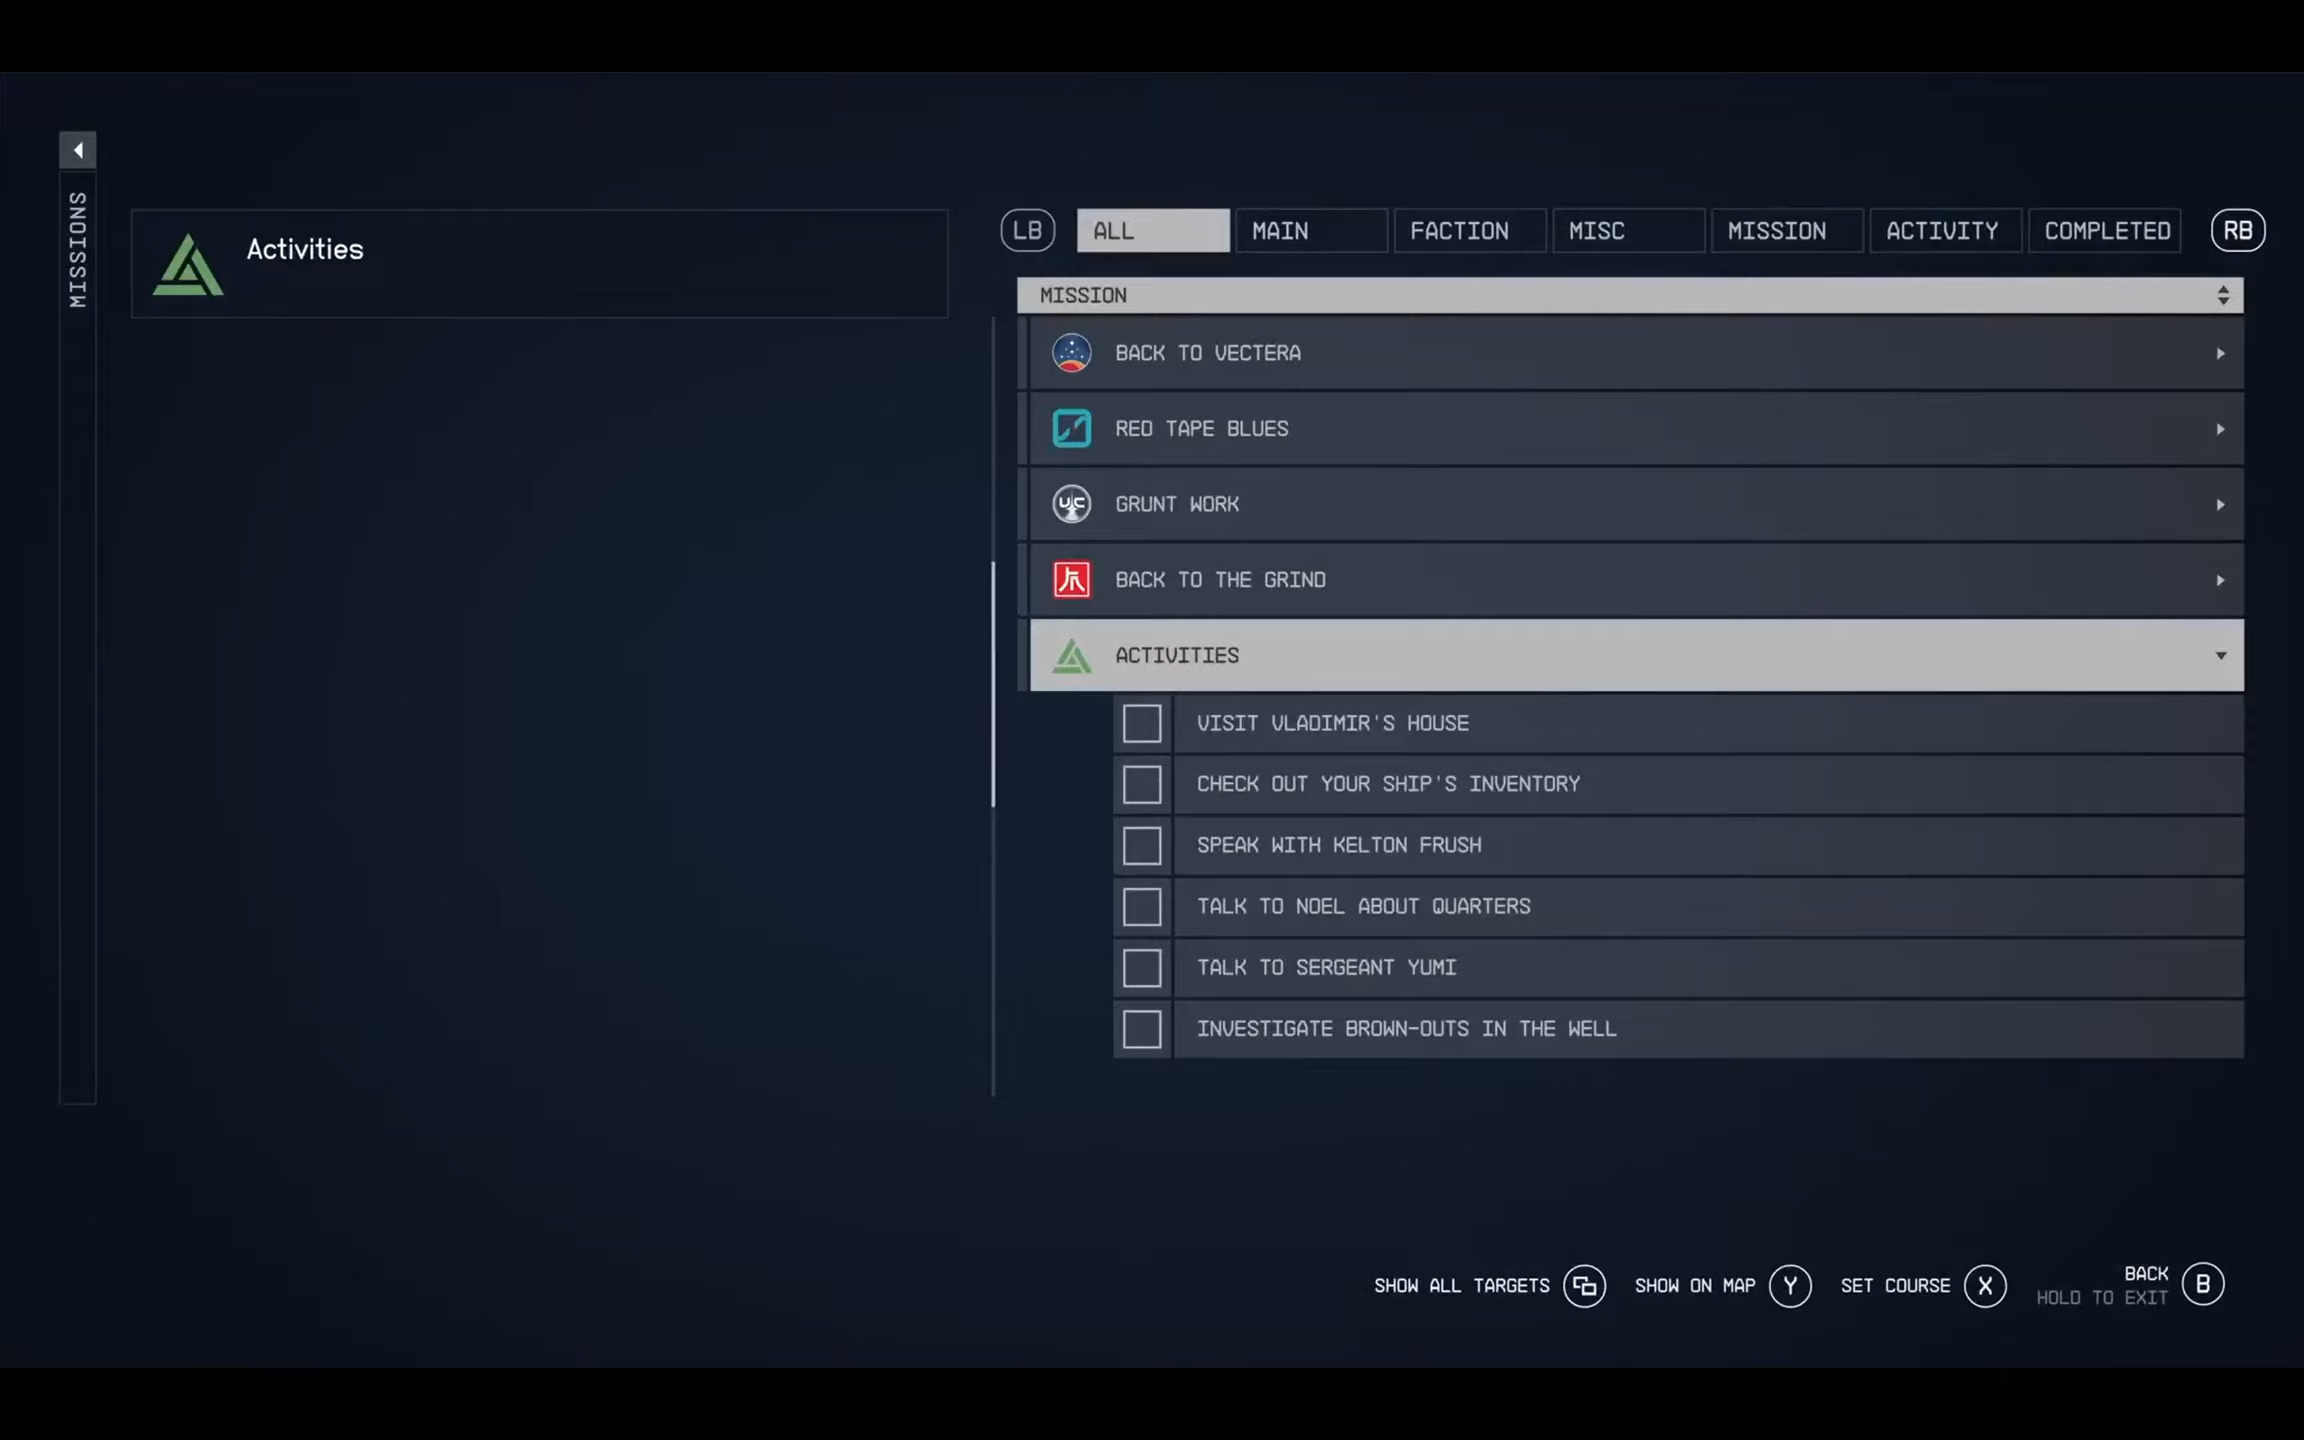 MISSIONS
Activities
LB ALL MAIN FACTION MISC MISSION ACTIVITY COMPLETED RB
MISSION
BACK TO VECTERA
RED TAPE BLUES
UC GRUNT WORK
BACK TO THE GRIND
ACTIVITIES
VISIT VLADIMIR'S HOUSE
CHECK OUT YOUR SHIP'S INVENTORY
SPEAK WITH KELTON FRUSH
TALK TO NOEL ABOUT QUARTERS
TALK TO SERGEANT YUMI
INVESTIGATE BROWN-OUTS IN THE WELL
SHOW ALL TARGETS SHOW ON MAP Y SET COURSE X BACK B
HOLD TO EXIT